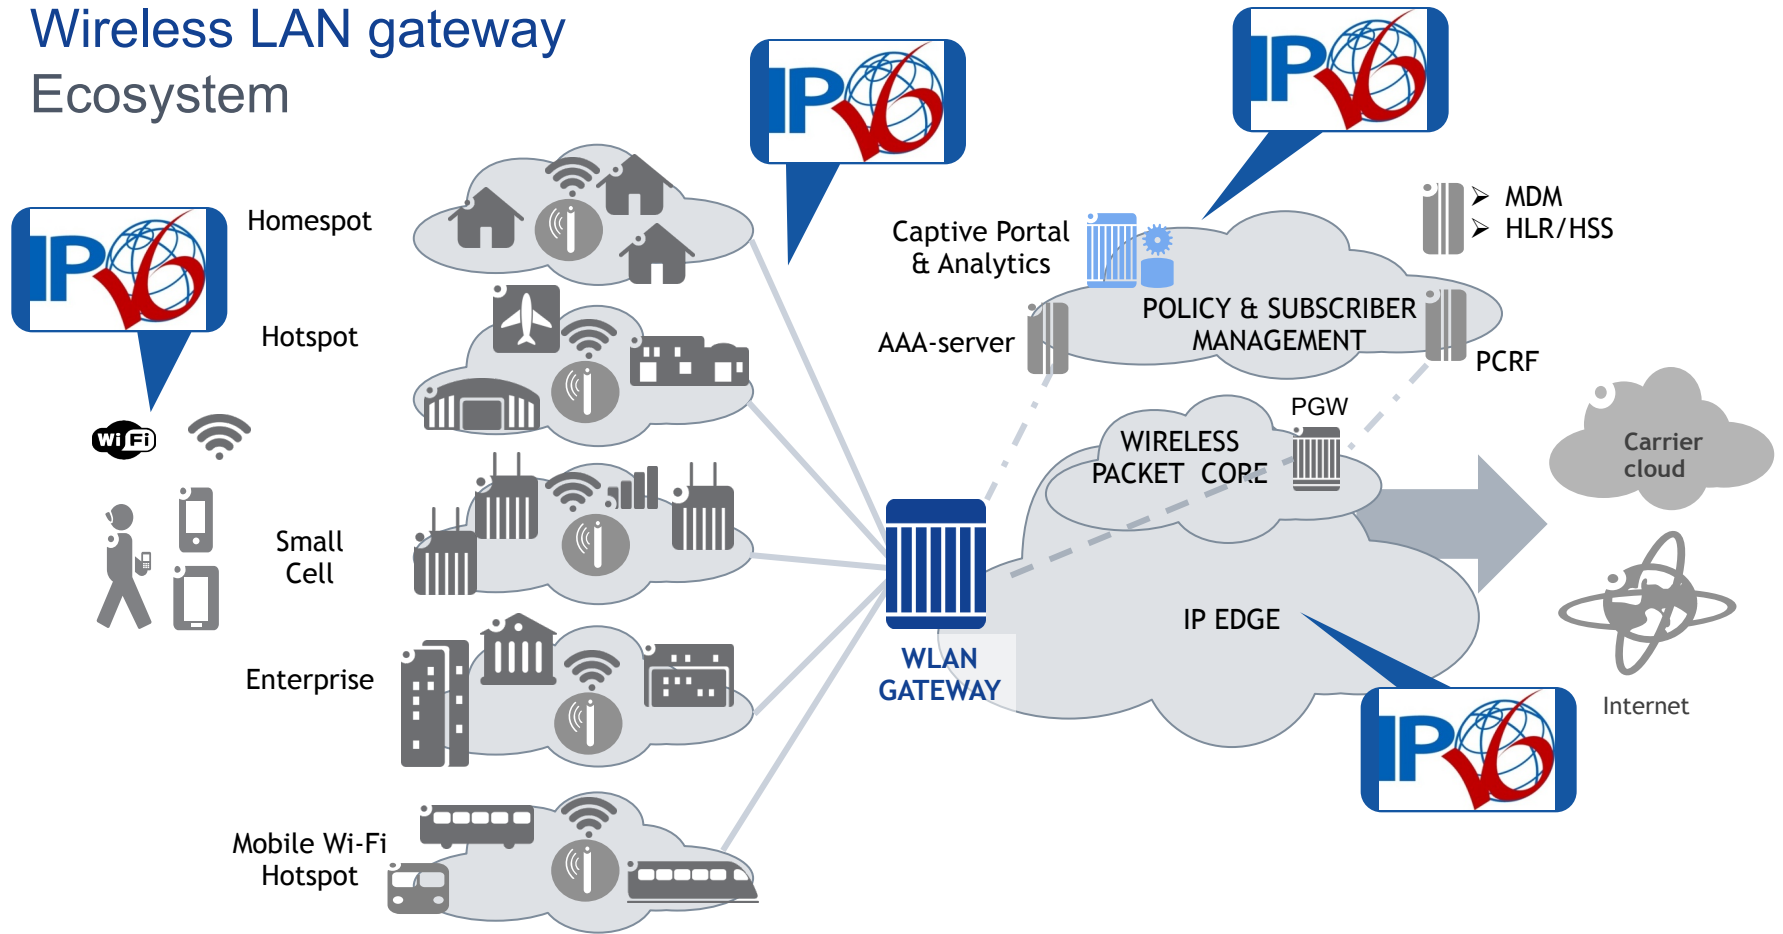 Wireless LAN gateway
Ecosystem
IPv6
IPv6
IPv6
Homespot
Hotspot
WiFi
Small
Cell
Enterprise
Mobile Wi-Fi
Hotspot
Captive Portal
& Analytics
AAA-server
MDM
HLR/HSS
POLICY & SUBSCRIBER
MANAGEMENT
PCRF
PGW
WIRELESS
PACKET CORE
WLAN
GATEWAY
IP EDGE
IPv6
Carrier
cloud
Internet